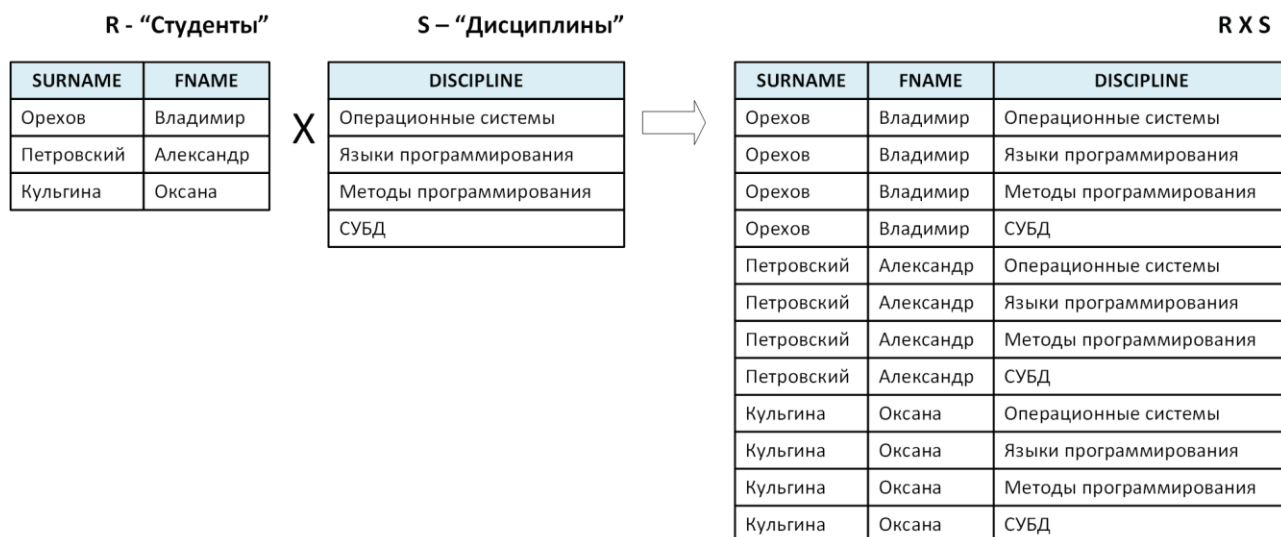 R - “Студенты” S – “Дисциплины” R X S
SURNAME FNAME DISCIPLINE SURNAME FNAME DISCIPLINE
Орехов Владимир X Операционные системы Орехов Владимир Операционные системы
Петровский Александр Языки программирования Орехов Владимир Языки программирования
Кульгина Оксана Методы программирования Орехов Владимир Методы программирования
СУБД Орехов Владимир СУБД
Петровский Александр Операционные системы
Петровский Александр Языки программирования
Петровский Александр Методы программирования
Петровский Александр СУБД
Кульгина Оксана Операционные системы
Кульгина Оксана Языки программирования
Кульгина Оксана Методы программирования
Кульгина Оксана СУБД